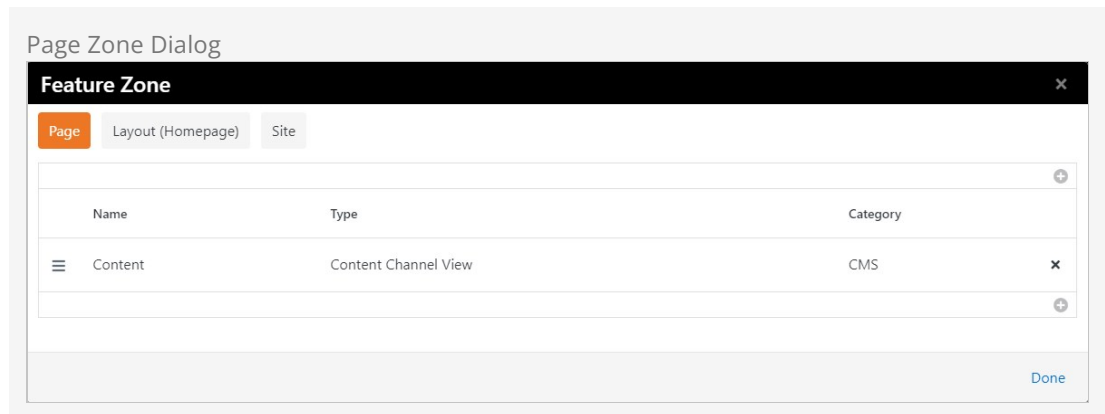 Page Zone Dialog
Feature Zone
Page Layout (Homepage) Site
Name Type Category
Content Content Channel View CMS
Done